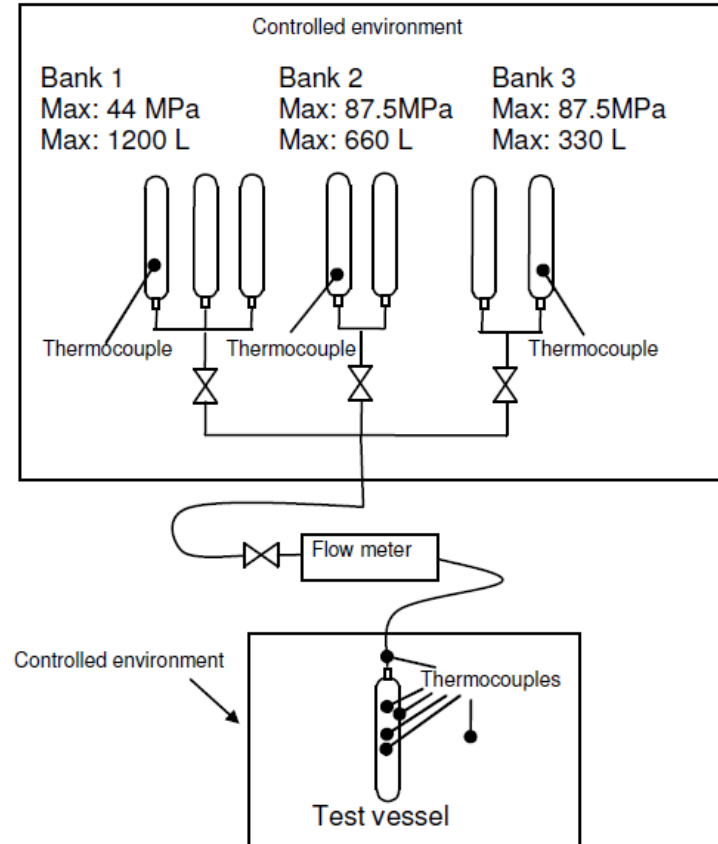 Controlled environment
Bank 1
Max: 44 MPa
Max: 1200 L
Bank 2
Max: 87.5MPa
Max: 660 L
Bank 3
Max: 87.5MPa
Max: 330 L
Thermocouple
Thermocouple
Thermocouple
Flow meter
Controlled environment
Thermocouples
Test vessel